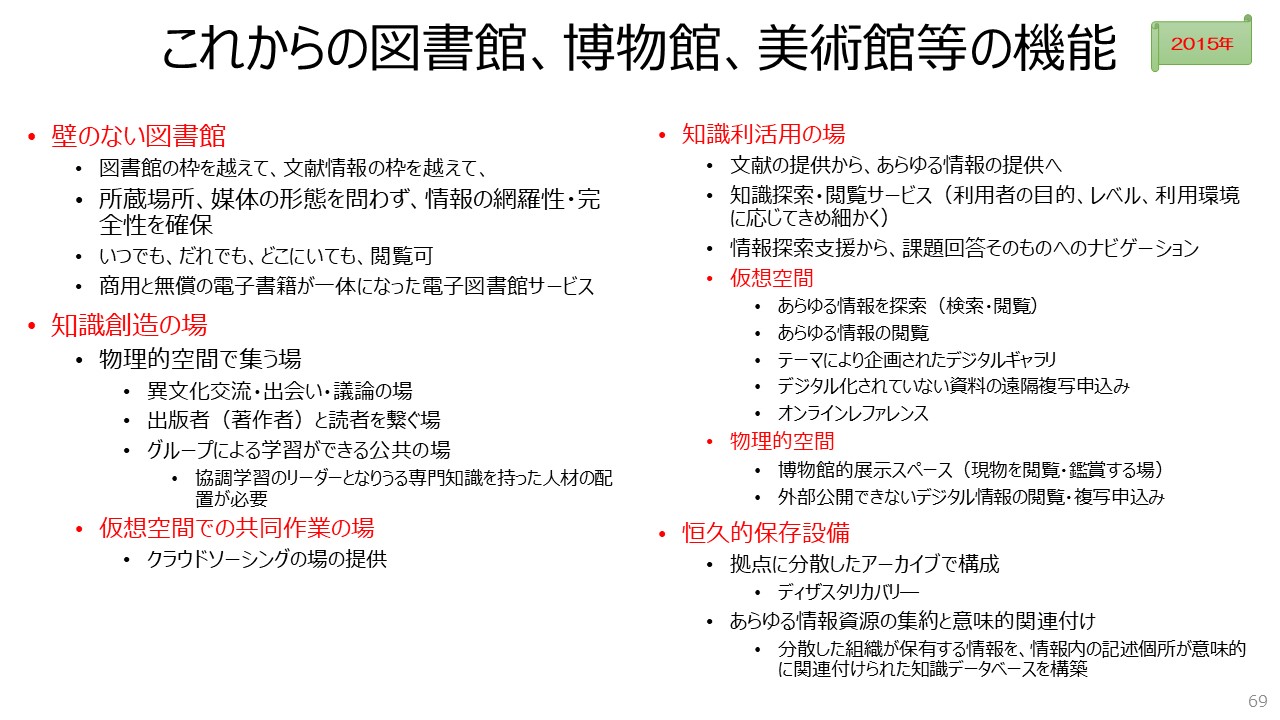 これからの図書館、博物館、美術館等の機能
2015年
• 壁のない図書館
• 図書館の枠を越えて、文献情報の枠を越えて、
• 所蔵場所、媒体の形態を問わず、情報の網羅性・完
全性を確保
• いつでも、だれでも、どこにいても、閲覧可
• 商用と無償の電子書籍が一体になった電子図書館サービス
• 知識創造の場
• 物理的空間で集う場
• 異文化交流・出会い・議論の場
• 出版者（著作者）と読者を繋ぐ場
• グループによる学習ができる公共の場
• 協調学習のリーダーとなりうる専門知識を持った人材の配
置が必要
• 仮想空間での共同作業の場
• クラウドソーシングの場の提供
• 知識利活用の場
• 文献の提供から、あらゆる情報の提供へ
• 知識探索・閲覧サービス（利用者の目的、レベル、利用環境
に応じてきめ細かく）
• 情報探索支援から、課題回答そのものへのナビゲーション
• 仮想空間
• あらゆる情報を探索（検索・閲覧）
• あらゆる情報の閲覧
• テーマにより企画されたデジタルギャラリ
• デジタル化されていない資料の遠隔複写申込み
• オンラインレファレンス
• 物理的空間
• 博物館的展示スペース（現物を閲覧・鑑賞する場）
• 外部公開できないデジタル情報の閲覧・複写申込み
• 恒久的保存設備
• 拠点に分散したアーカイブで構成
• ディザスタリカバリー
• あらゆる情報資源の集約と意味的関連付け
• 分散した組織が保有する情報を、情報内の記述個所が意味的
に関連付けられた知識データベースを構築
69